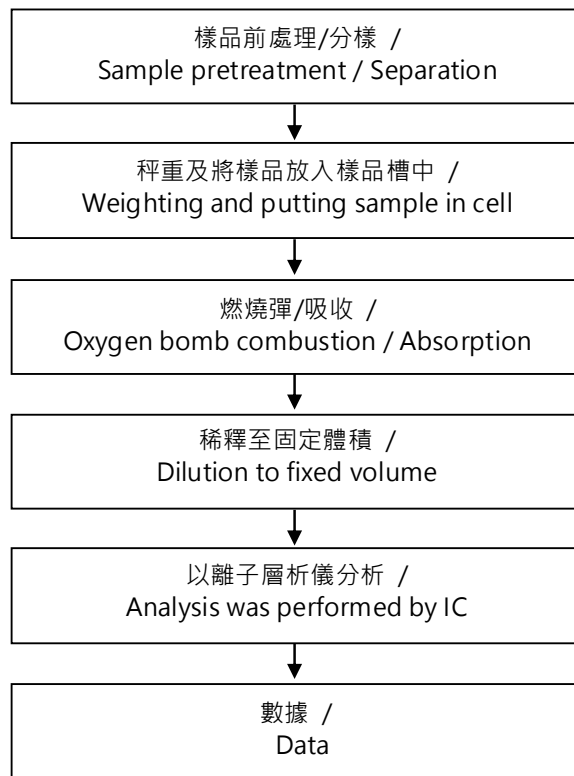 樣品前處理/分樣 /
Sample pretreatment / Separation
秤重及將樣品放入樣品槽中 /
Weighting and putting sample in cell
燃燒彈/吸收 /
Oxygen bomb combustion / Absorption
稀釋至固定體積 /
Dilution to fixed volume
以離子層析儀分析 /
Analysis was performed by IC
數據 /
Data